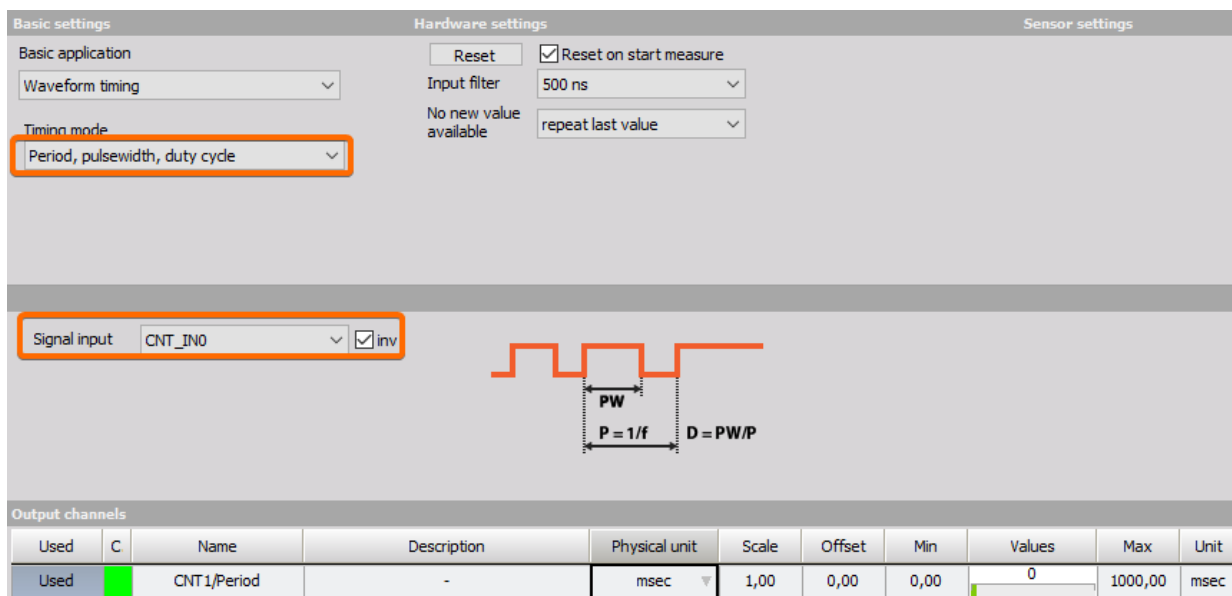 Basic settings
Hardware settings
Sensor settings
Basic application
Waveform timing
Timing mode
Period, pulsewidth, duty cycle
Reset
Reset on start measure
Input filter
500 ns
No new value
available
repeat last value
Signal input
CNT_IN0
inv
PW
P = 1/f
D = PW/P
Output channels
Used C. Name Description Physical unit Scale Offset Min Values Max Unit
Used CNT1/Period - msec 1,00 0,00 0,00 0 1000,00 msec